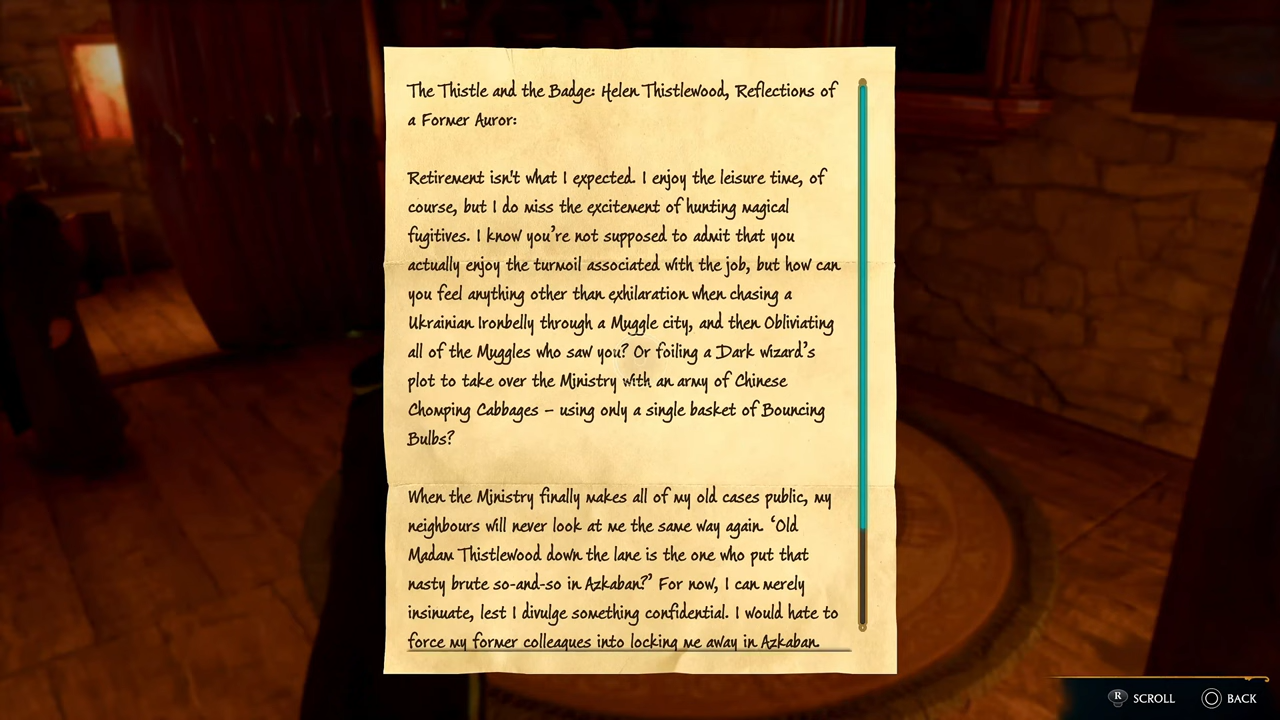 The Thistle and the Badge: Helen Thistlewood, Reflections of
a Former Auror:
Retirement isn't what I expected. I enjoy the leisure time, of
course, but I do miss the excitement of hunting magical
fugitives. I know you're not supposed to admit that you
actually enjoy the turmoil associated with the job, but how can
you feel anything other than exhilaration when chasing a
Ukrainian Ironbelly through a Muggle city, and then Obliviating
all of the Muggles who saw you? Or foiling a Dark wizard's
plot to take over the Ministry with an army of Chinese
Chomping Cabbages – using only a single basket of Bouncing
Bulbs?
When the Ministry finally makes all of my old cases public, my
neighbours will never look at me the same way again. ‘Old
Madam Thistlewood down the lane is the one who put that
nasty brute so-and-so in Azkaban?’ For now, I can merely
insinuate, lest I divulge something confidential. I would hate to
force my former colleagues into locking me away in Azkaban.
R SCROLL BACK